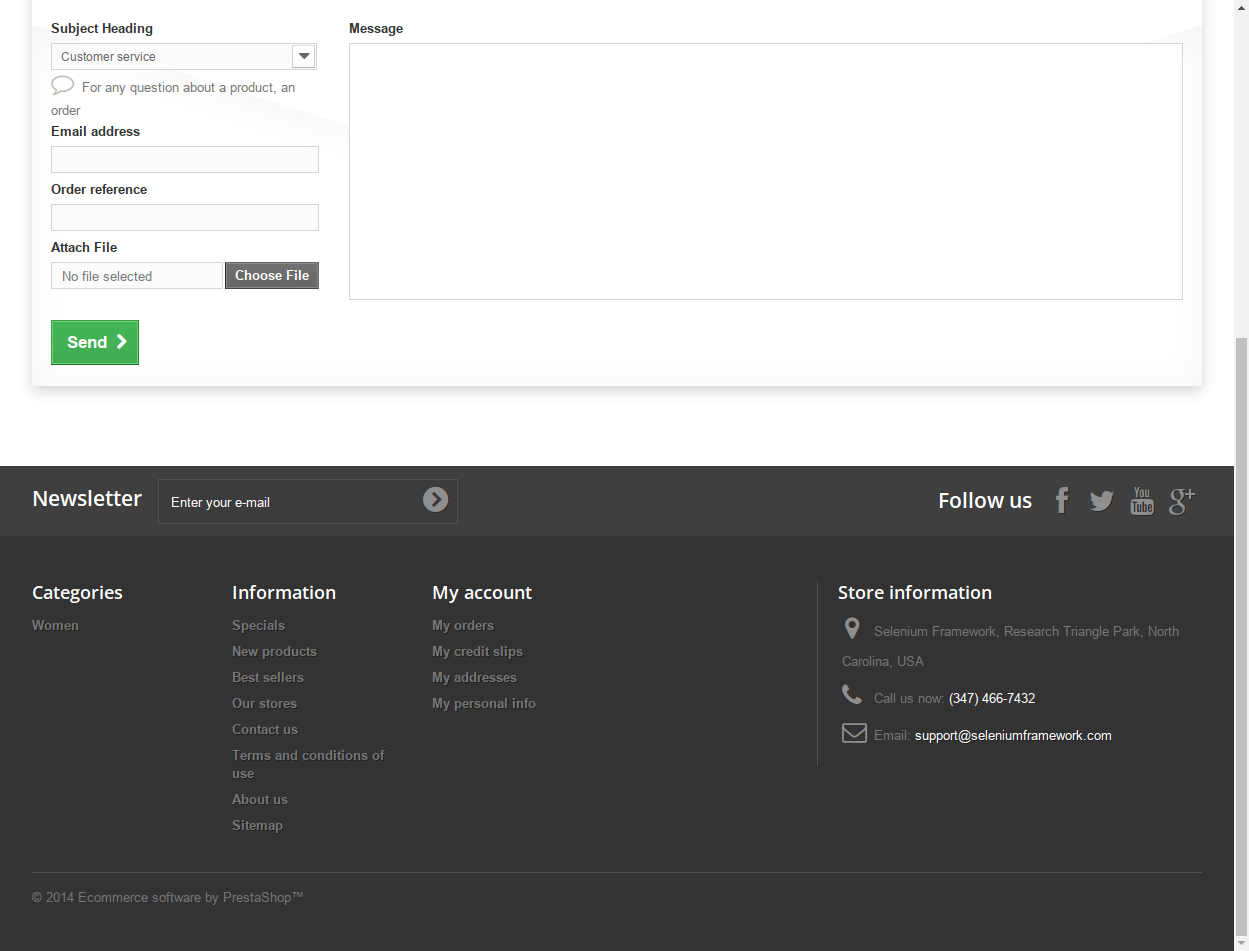 Subject Heading
Customer service
For any question about a product, an
order
Email address
Order reference
Attach File
No file selected
Choose File
Message
Send
Newsletter
Enter your e-mail
Follow us
f
You
Tube
g+
Categories
Women
Information
Specials
New products
Best sellers
Our stores
Contact us
Terms and conditions of
use
About us
Sitemap
My account
My orders
My credit slips
My addresses
My personal info
Store information
Selenium Framework, Research Triangle Park, North
Carolina, USA
Call us now: (347) 466-7432
Email: support@seleniumframework.com
© 2014 Ecommerce software by PrestaShop™